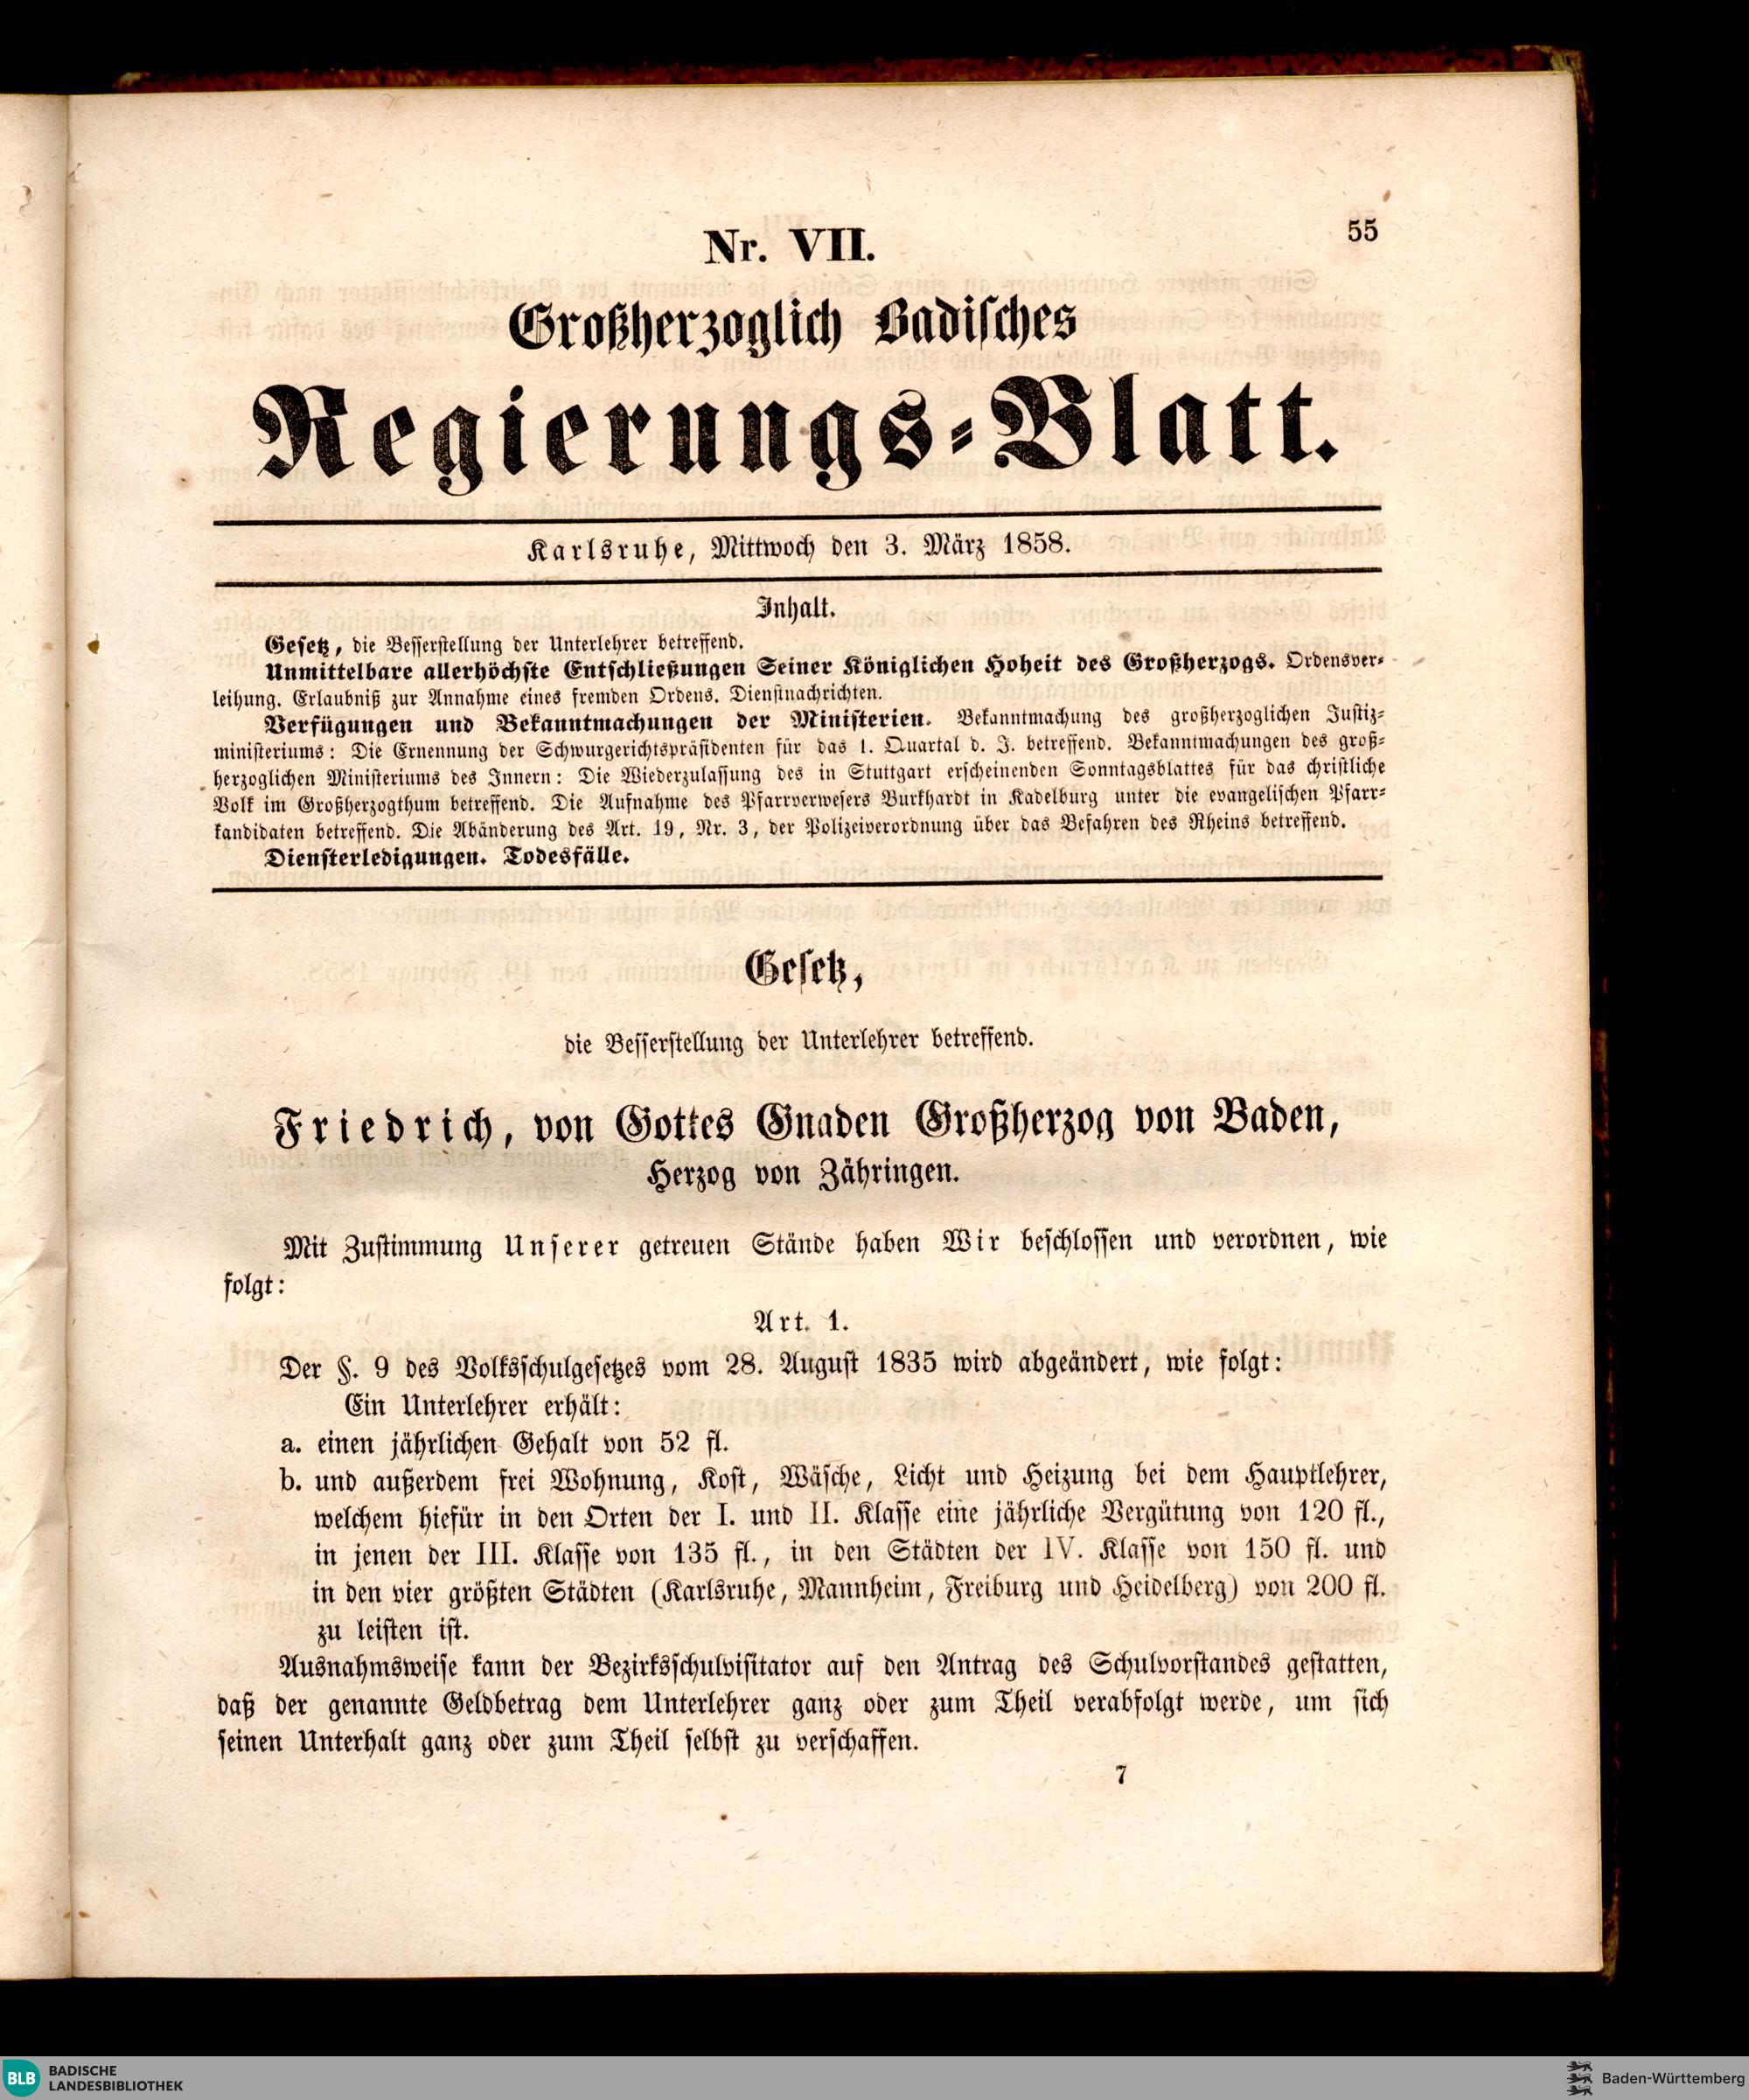 55
Nr. VII.
Großherzoglich Badisches
Regierungs-Blatt.
Karlsruhe, Mittwoch den 3. März 1858.
Inhalt.
Gesetz, die Besserstellung der Unterlehrer betreffend.
Unmittelbare allerhöchste Entschließungen Seiner Königlichen Hoheit des Großherzogs. Ordensver-
leihung. Erlaubniß zur Annahme eines fremden Ordens. Dienstnachrichten.
Verfügungen und Bekanntmachungen der Ministerien. Bekanntmachung des großherzoglichen Justiz-
ministeriums: Die Ernennung der Schwurgerichtspräsidenten für das 1. Quartal d. J. betreffend. Bekanntmachungen des groß-
herzoglichen Ministeriums des Innern: Die Wiederzulassung des in Stuttgart erscheinenden Sonntagsblattes für das christliche
Volk im Großherzogthum betreffend. Die Aufnahme des Pfarrverwesers Burkhardt in Kadelburg unter die evangelischen Pfarr-
kandidaten betreffend. Die Abänderung des Art. 19, Nr. 3, der Polizeiverordnung über das Befahren des Rheins betreffend.
Diensterledigungen. Todesfälle.
Gesetz,
die Besserstellung der Unterlehrer betreffend.
Friedrich, von Gottes Gnaden Großherzog von Baden,
Herzog von Zähringen.
Mit Zustimmung Unserer getreuen Stände haben Wir beschlossen und verordnen, wie
folgt:
Art. 1.
Der §. 9 des Volksschulgesetzes vom 28. August 1835 wird abgeändert, wie folgt:
Ein Unterlehrer erhält:
a. einen jährlichen Gehalt von 52 fl.
b. und außerdem frei Wohnung, Kost, Wäsche, Licht und Heizung bei dem Hauptlehrer,
welchem hiefür in den Orten der I. und II. Klasse eine jährliche Vergütung von 120 fl.,
in jenen der III. Klasse von 135 fl., in den Städten der IV. Klasse von 150 fl. und
in den vier größten Städten (Karlsruhe, Mannheim, Freiburg und Heidelberg) von 200 fl.
zu leisten ist.
Ausnahmsweise kann der Bezirksschulvisitator auf den Antrag des Schulvorstandes gestatten,
daß der genannte Geldbetrag dem Unterlehrer ganz oder zum Theil verabfolgt werde, um sich
seinen Unterhalt ganz oder zum Theil selbst zu verschaffen.
7
BLB BADISCHE
LANDESBIBLIOTHEK
Baden-Württemberg